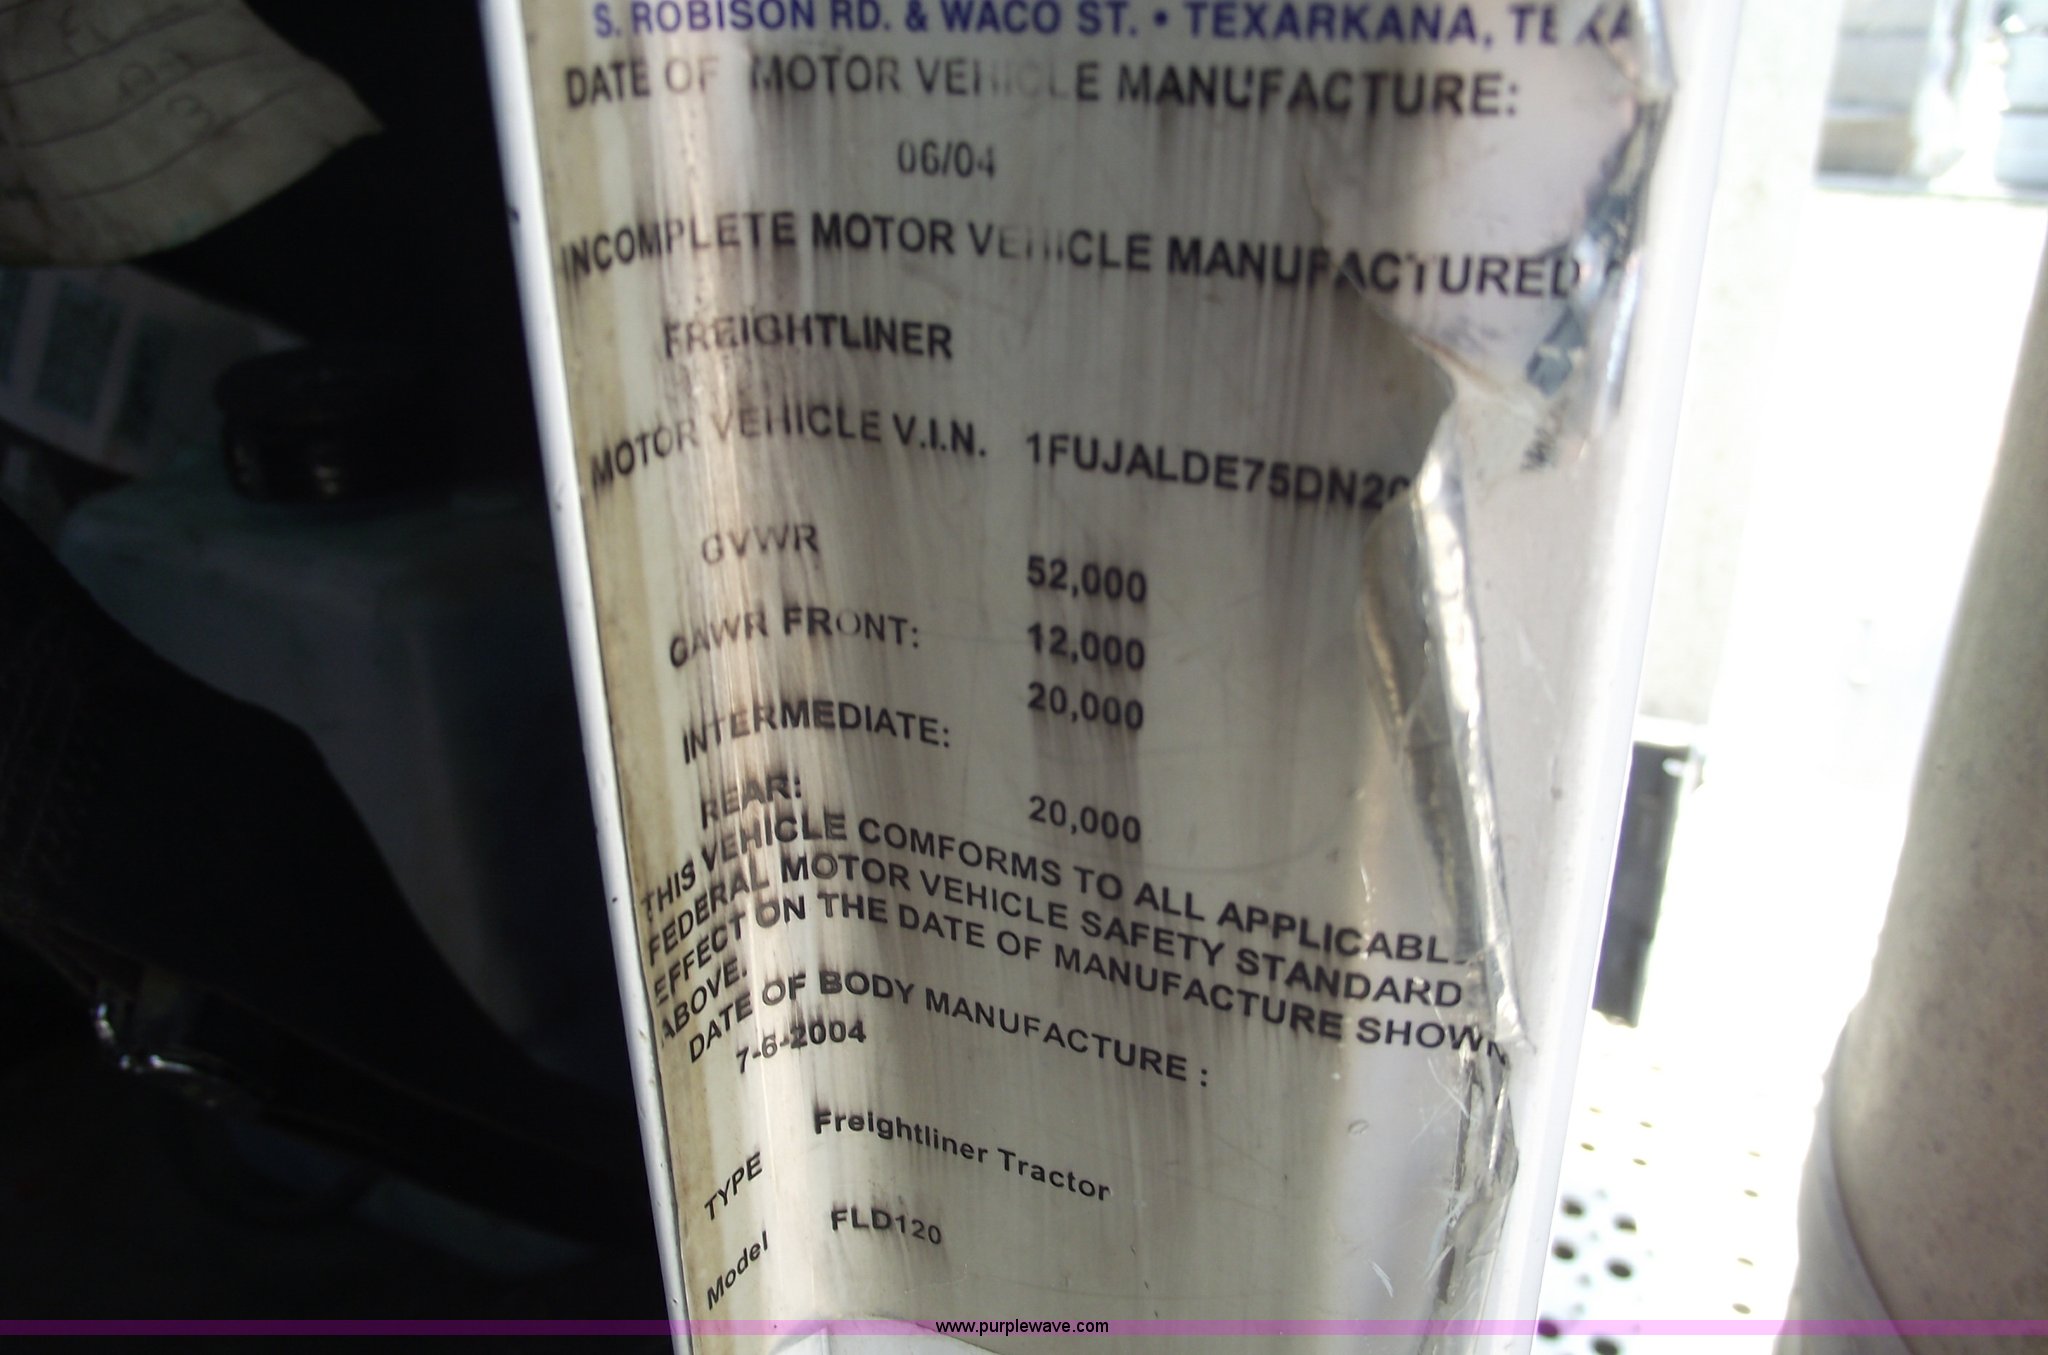 S. ROBISON RD. & WACO ST. • TEXARKANA,
DATE OF MOTOR VEHICLE MANUFACTURE:
06/04
INCOMPLETE MOTOR VEHICLE MANUFACTURED
FREIGHTLINER
MOTOR VEHICLE V.I.N. 1FUJALDE75DN20
GVWR 52,000
GAWR FRONT: 12,000
INTERMEDIATE: 20,000
REAR: 20,000
THIS VEHICLE COMFORMS TO ALL APPLICABL
FEDERAL MOTOR VEHICLE SAFETY STANDARD
EFFECT ON THE DATE OF MANUFACTURE SHOWN
ABOVE.
DATE OF BODY MANUFACTURE :
7-6-2004
TYPE Freightliner Tractor
Model FLD120
www.purplewave.com